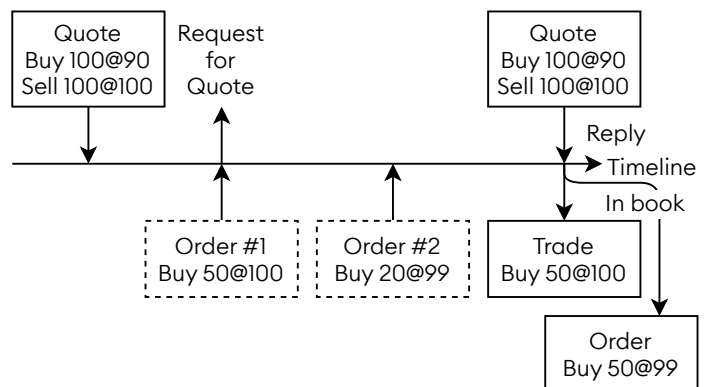 Quote
Buy 100@90
Sell 100@100
Request
for
Quote
Quote
Buy 100@90
Sell 100@100
Reply
Timeline
In book
Order #1
Buy 50@100
Order #2
Buy 20@99
Trade
Buy 50@100
Order
Buy 50@99